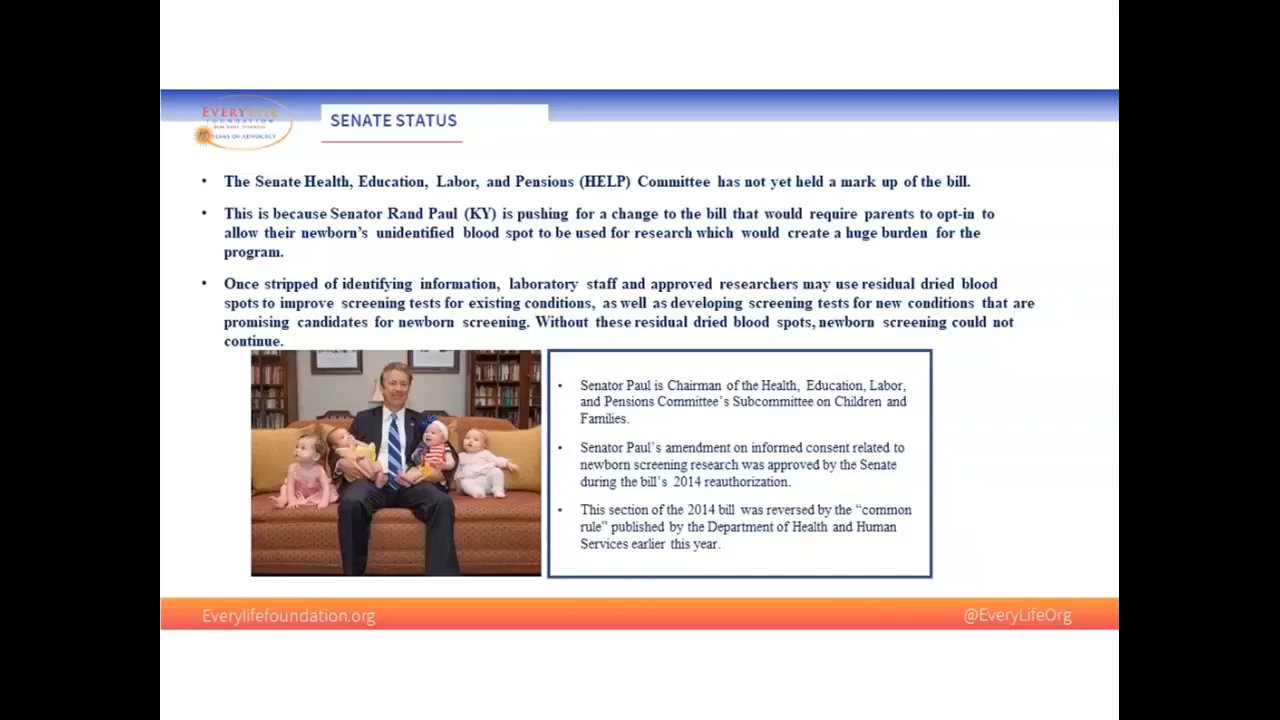 EVERYLIFE
FOUNDATION
FOR RARE DISEASES
YEARS OF ADVOCACY
SENATE STATUS
• The Senate Health, Education, Labor, and Pensions (HELP) Committee has not yet held a mark up of the bill.
• This is because Senator Rand Paul (KY) is pushing for a change to the bill that would require parents to opt-in to
allow their newborn's unidentified blood spot to be used for research which would create a huge burden for the
program.
• Once stripped of identifying information, laboratory staff and approved researchers may use residual dried blood
spots to improve screening tests for existing conditions, as well as developing screening tests for new conditions that are
promising candidates for newborn screening. Without these residual dried blood spots, newborn screening could not
continue.
• Senator Paul is Chairman of the Health, Education, Labor,
and Pensions Committee's Subcommittee on Children and
Families.
• Senator Paul's amendment on informed consent related to
newborn screening research was approved by the Senate
during the bill's 2014 reauthorization.
• This section of the 2014 bill was reversed by the "common
rule" published by the Department of Health and Human
Services earlier this year.
Everylifefoundation.org
@EveryLifeOrg